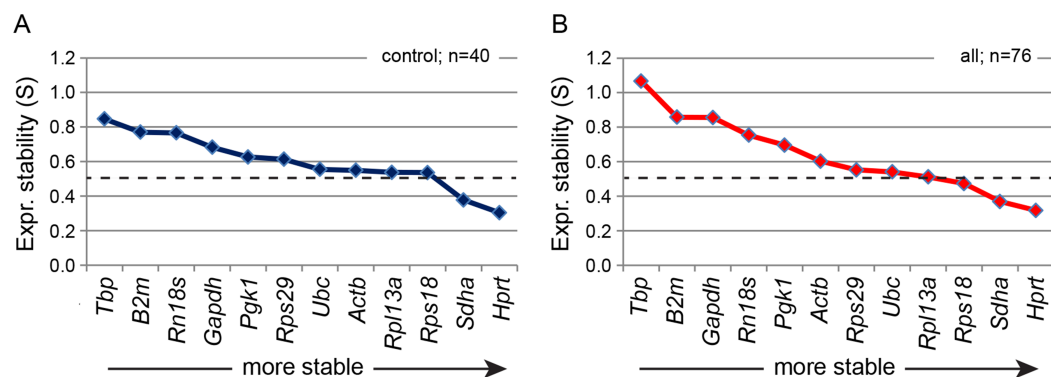 A
control; n=40
Expr. stability (S)
1.2
1.0
0.8
0.6
0.4
0.2
0.0
Tbp
B2m
Rn18s
Gapdh
Pgk1
Rps29
Ubc
Actb
Rpl13a
Rps18
Sdha
Hprt
more stable
B
all; n=76
Expr. stability (S)
1.2
1.0
0.8
0.6
0.4
0.2
0.0
Tbp
B2m
Gapdh
Rn18s
Pgk1
Actb
Rps29
Ubc
Rpl13a
Rps18
Sdha
Hprt
more stable